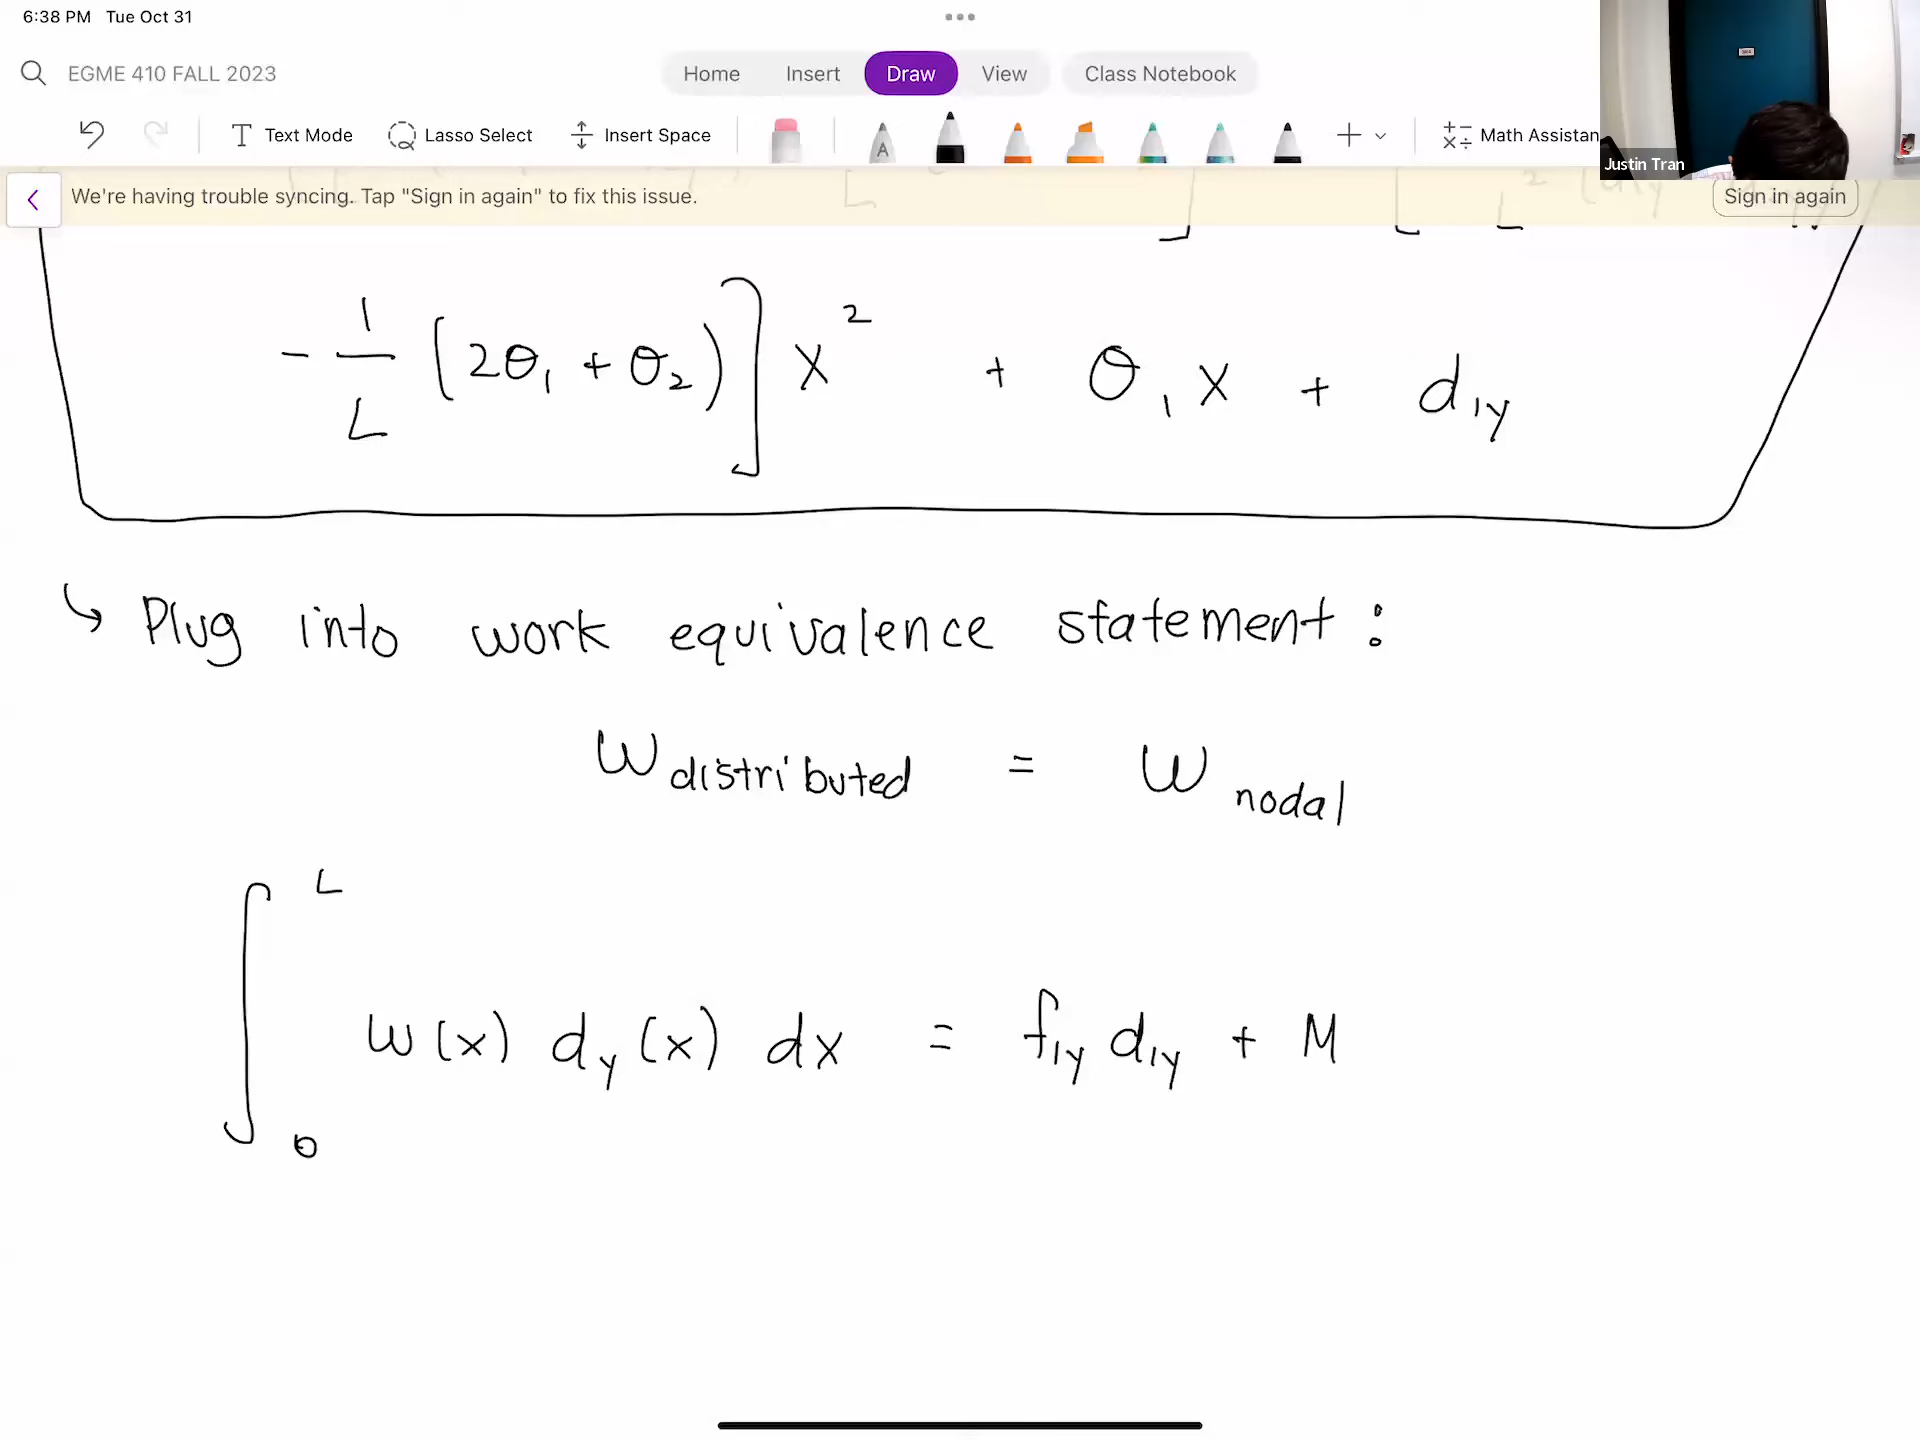 6:38 PM Tue Oct 31
EGME 410 FALL 2023
Home Insert Draw View Class Notebook
Text Mode Lasso Select Insert Space A Math Assistan
Justin Tran
We're having trouble syncing. Tap "Sign in again" to fix this issue.
Sign in again
- 1/L (2θ₁ + θ₂)] x² + θ₁x + d₁y
↳ Plug into work equivalence statement :
W distributed = W nodal
∫₀ᴸ w(x) dy(x) dx = f₁y d₁y + M